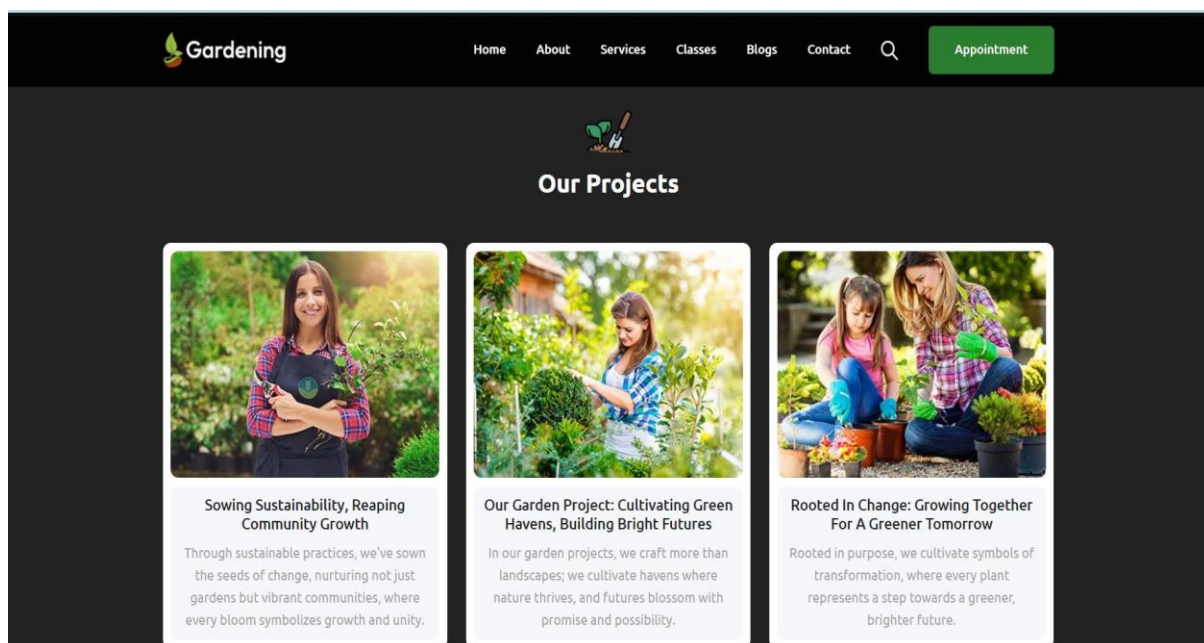 Gardening
Home About Services Classes Blogs Contact Appointment
Our Projects
Sowing Sustainability, Reaping
Community Growth
Through sustainable practices, we've sown
the seeds of change, nurturing not just
gardens but vibrant communities, where
every bloom symbolizes growth and unity.
Our Garden Project: Cultivating Green
Havens, Building Bright Futures
In our garden projects, we craft more than
landscapes; we cultivate havens where
nature thrives, and futures blossom with
promise and possibility.
Rooted In Change: Growing Together
For A Greener Tomorrow
Rooted in purpose, we cultivate symbols of
transformation, where every plant
represents a step towards a greener,
brighter future.